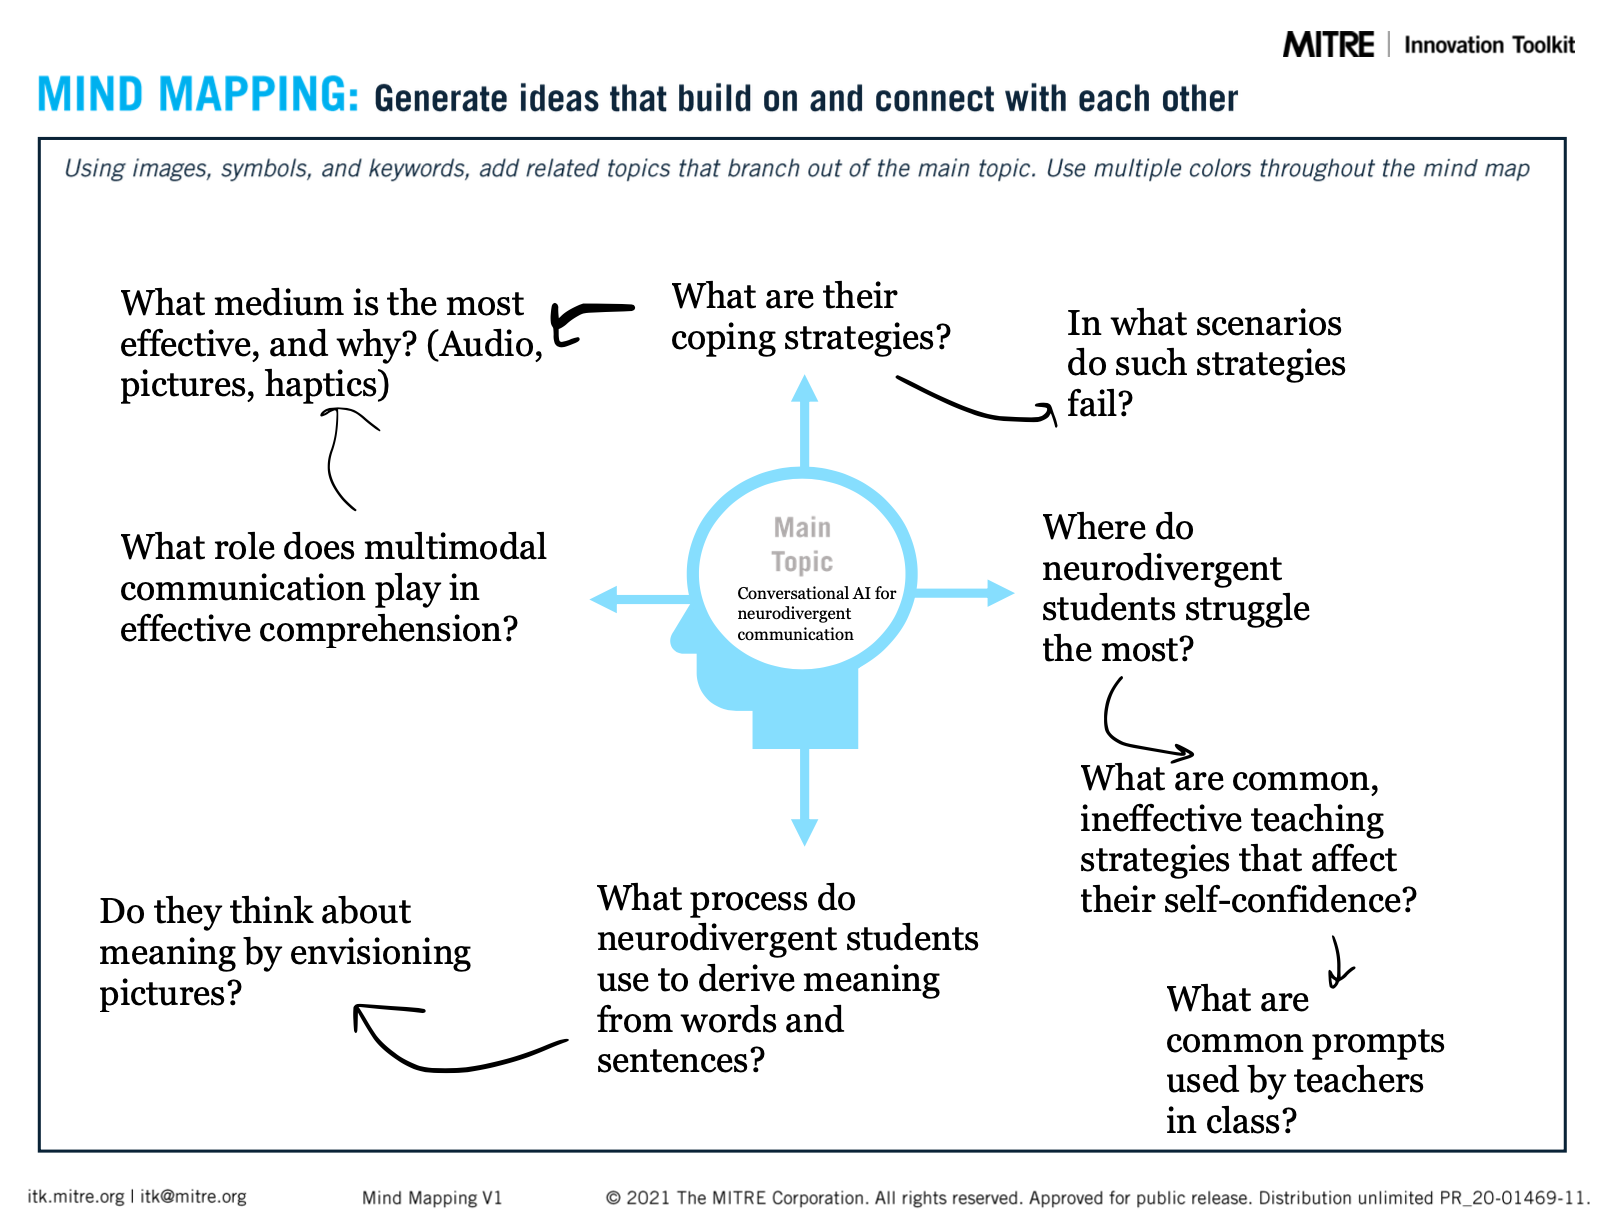 MITRE | Innovation Toolkit
MIND MAPPING: Generate ideas that build on and connect with each other
Using images, symbols, and keywords, add related topics that branch out of the main topic. Use multiple colors throughout the mind map
What medium is the most
effective, and why? (Audio,
pictures, haptics)
What are their
coping strategies?
In what scenarios
do such strategies
fail?
What role does multimodal
communication play in
effective comprehension?
Main
Topic
Conversational AI for
neurodivergent
communication
Where do
neurodivergent
students struggle
the most?
What are common,
ineffective teaching
strategies that affect
their self-confidence?
Do they think about
meaning by envisioning
pictures?
What process do
neurodivergent students
use to derive meaning
from words and
sentences?
What are
common prompts
used by teachers
in class?
itk.mitre.org | itk@mitre.org
Mind Mapping V1
© 2021 The MITRE Corporation. All rights reserved. Approved for public release. Distribution unlimited PR_20-01469-11.